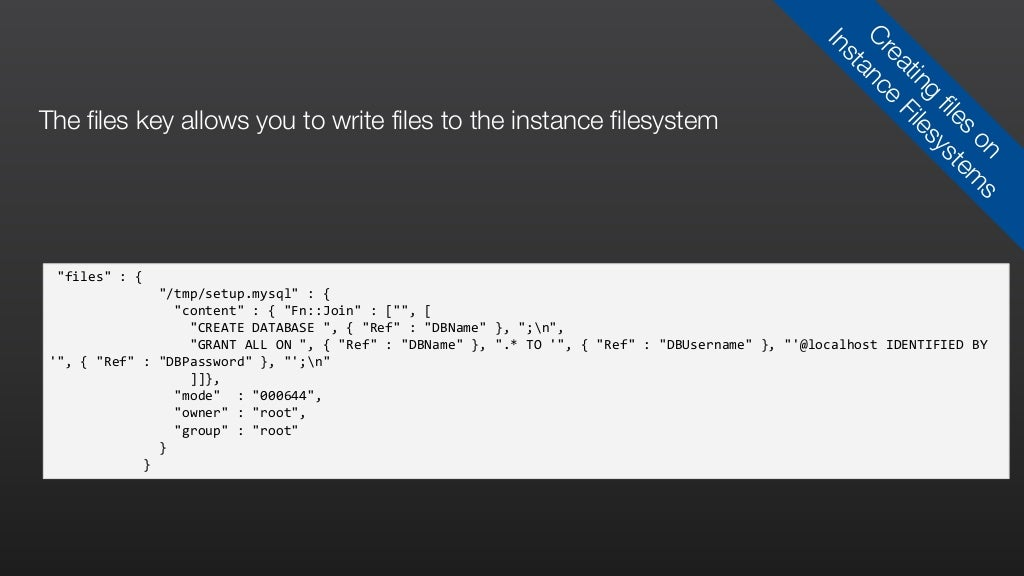 Creating files on
Instance Filesystems
The files key allows you to write files to the instance filesystem
"files" : {
"/tmp/setup.mysql" : {
"content" : { "Fn::Join" : ["", [
"CREATE DATABASE ", { "Ref" : "DBName" }, ";\n",
"GRANT ALL ON ", { "Ref" : "DBName" }, ".* TO '", { "Ref" : "DBUsername" }, "'@localhost IDENTIFIED BY
'", { "Ref" : "DBPassword" }, "';\n"
]]},
"mode"  : "000644",
"owner" : "root",
"group" : "root"
}
}